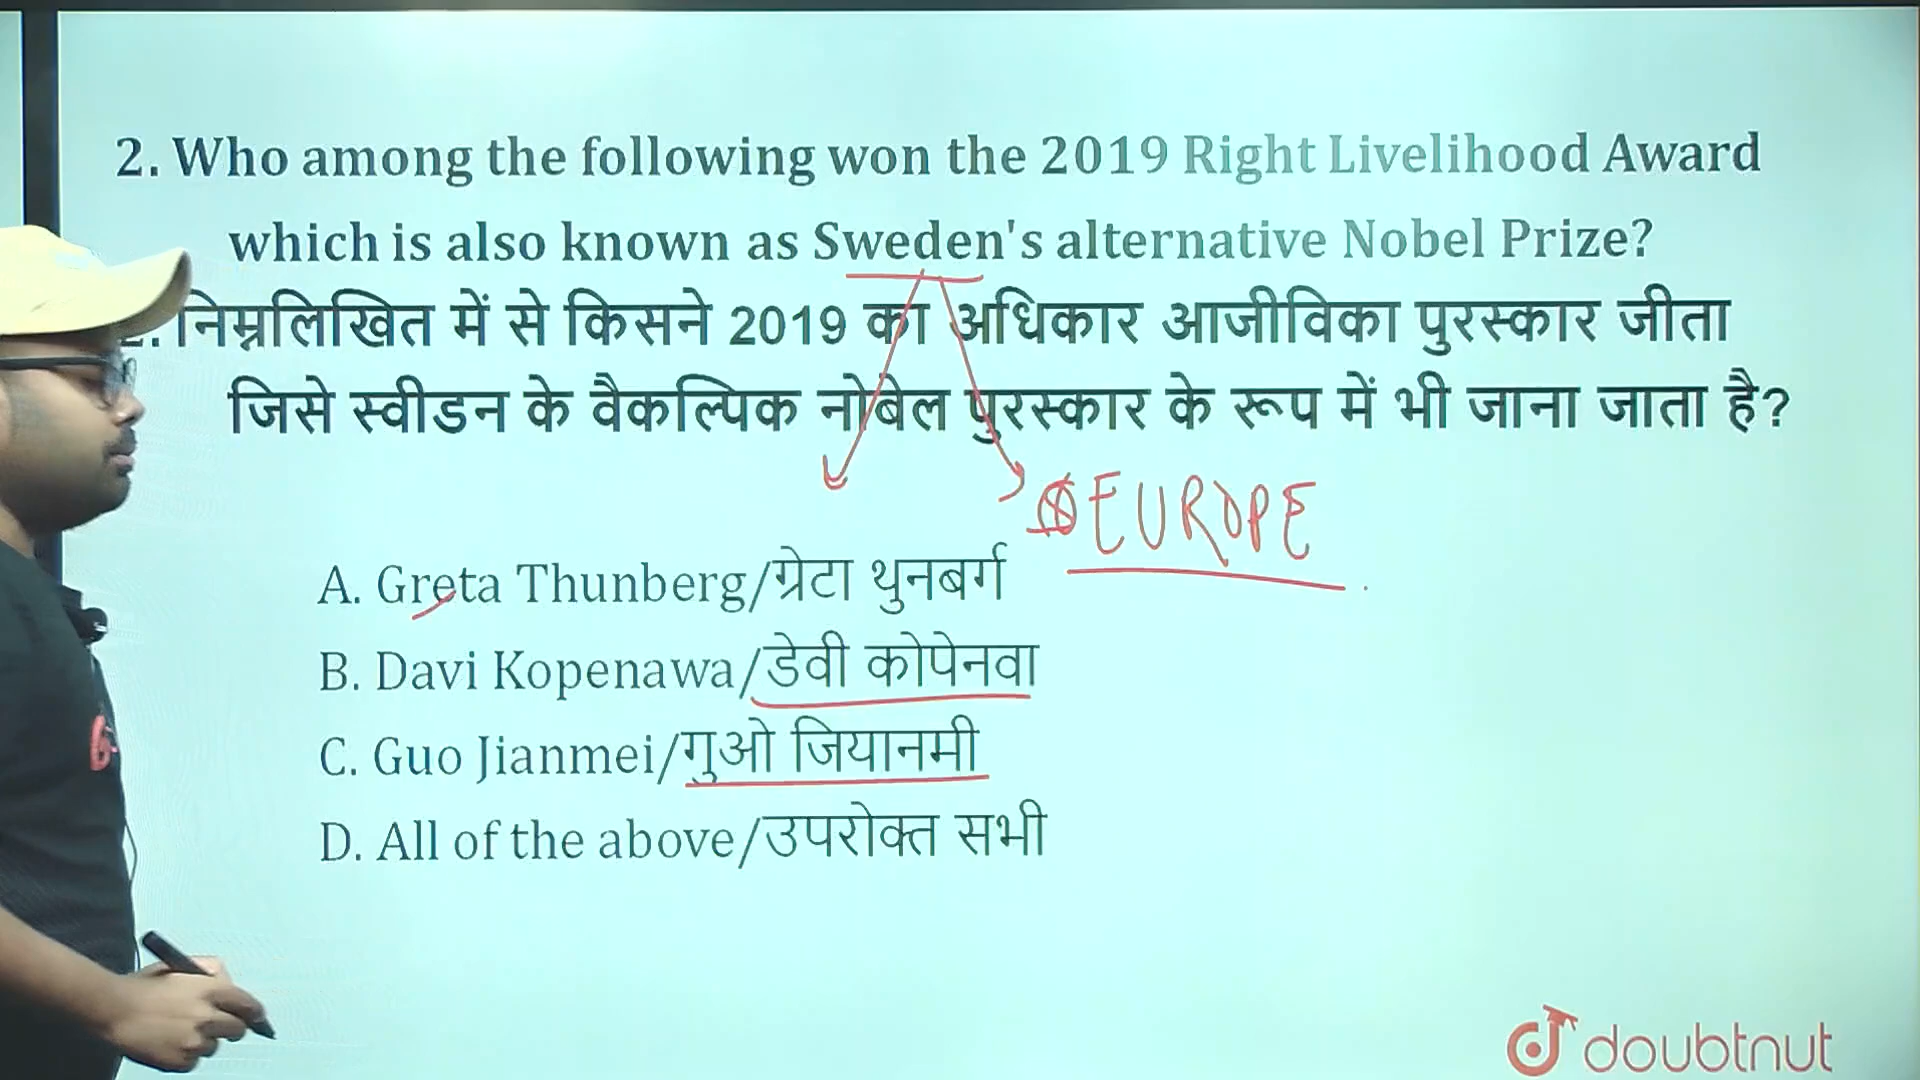 2. Who among the following won the 2019 Right Livelihood Award
which is also known as Sweden's alternative Nobel Prize?
2. निम्नलिखित में से किसने 2019 का अधिकार आजीविका पुरस्कार जीता
जिसे स्वीडन के वैकल्पिक नोबेल पुरस्कार के रूप में भी जाना जाता है?
EUROPE
A. Greta Thunberg/ग्रेटा थुनबर्ग
B. Davi Kopenawa/डेवी कोपेनवा
C. Guo Jianmei/गुओ जियानमी
D. All of the above/उपरोक्त सभी
doubtnut